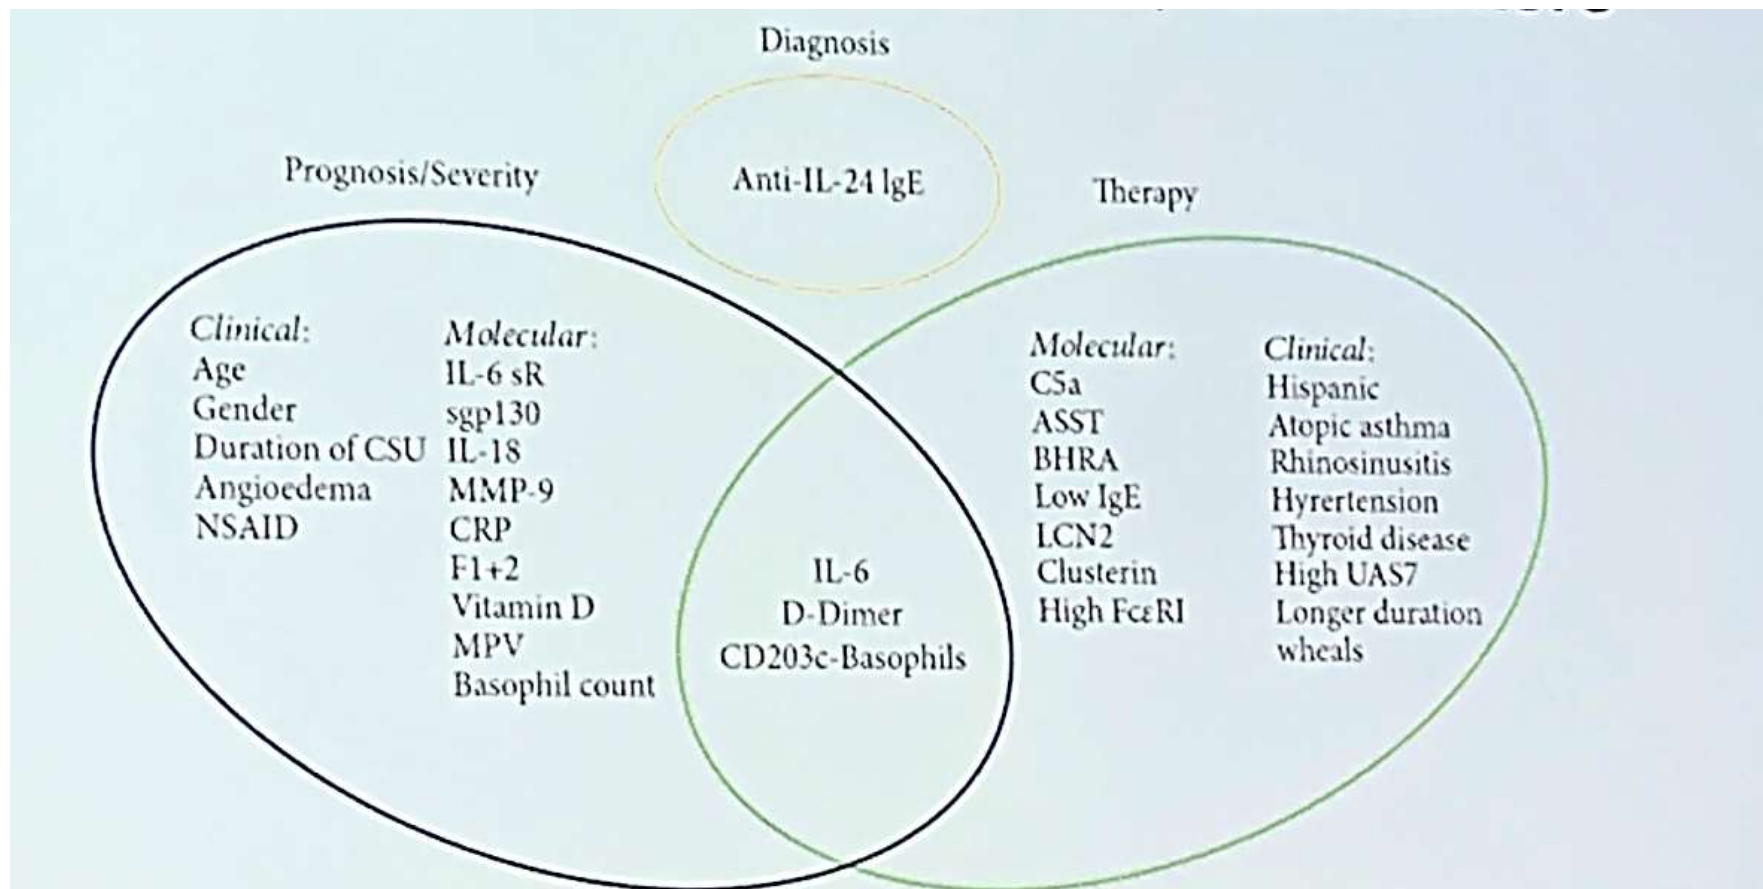 Diagnosis
Anti-IL-24 IgE
Prognosis/Severity
Therapy
Clinical:
Age
Gender
Duration of CSU
Angioedema
NSAID
Molecular:
IL-6 sR
sgp130
IL-18
MMP-9
CRP
F1+2
Vitamin D
MPV
Basophil count
IL-6
D-Dimer
CD203c-Basophils
Molecular:
C5a
ASST
BHRA
Low IgE
LCN2
Clusterin
High FcεRI
Clinical:
Hispanic
Atopic asthma
Rhinosinusitis
Hyrertension
Thyroid disease
High UAS7
Longer duration
wheals